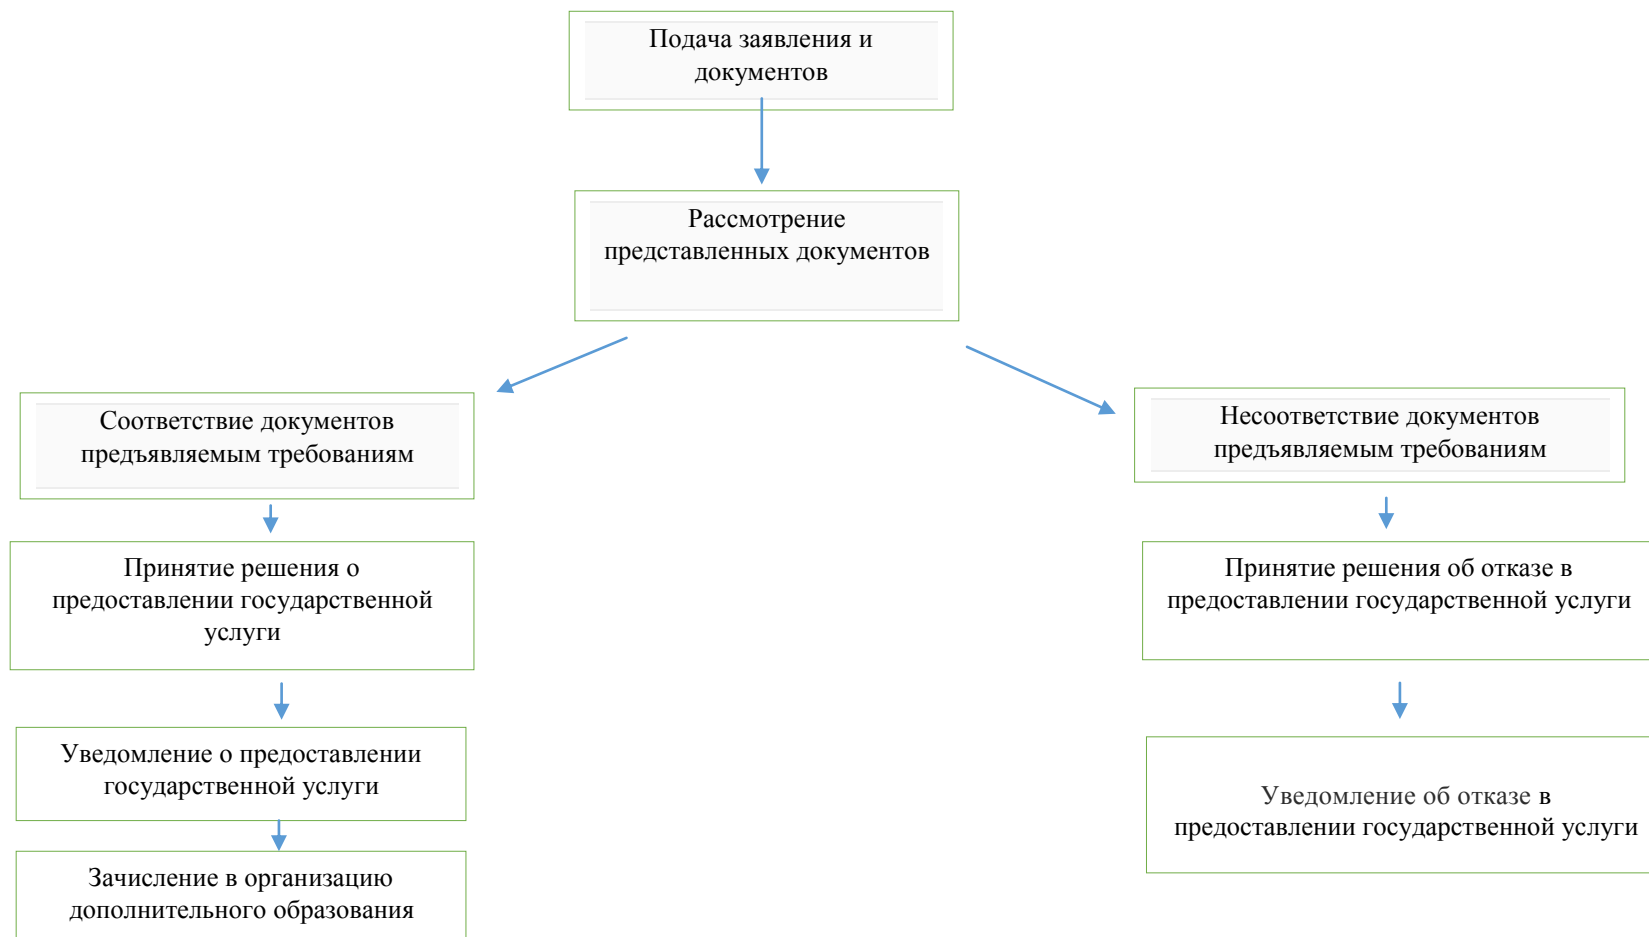 Подача заявления и
документов
Рассмотрение
представленных документов
Соответствие документов
предъявляемым требованиям
Несоответствие документов
предъявляемым требованиям
Принятие решения о
предоставлении государственной
услуги
Принятие решения об отказе в
предоставлении государственной услуги
Уведомление о предоставлении
государственной услуги
Уведомление об отказе в
предоставлении государственной услуги
Зачисление в организацию
дополнительного образования